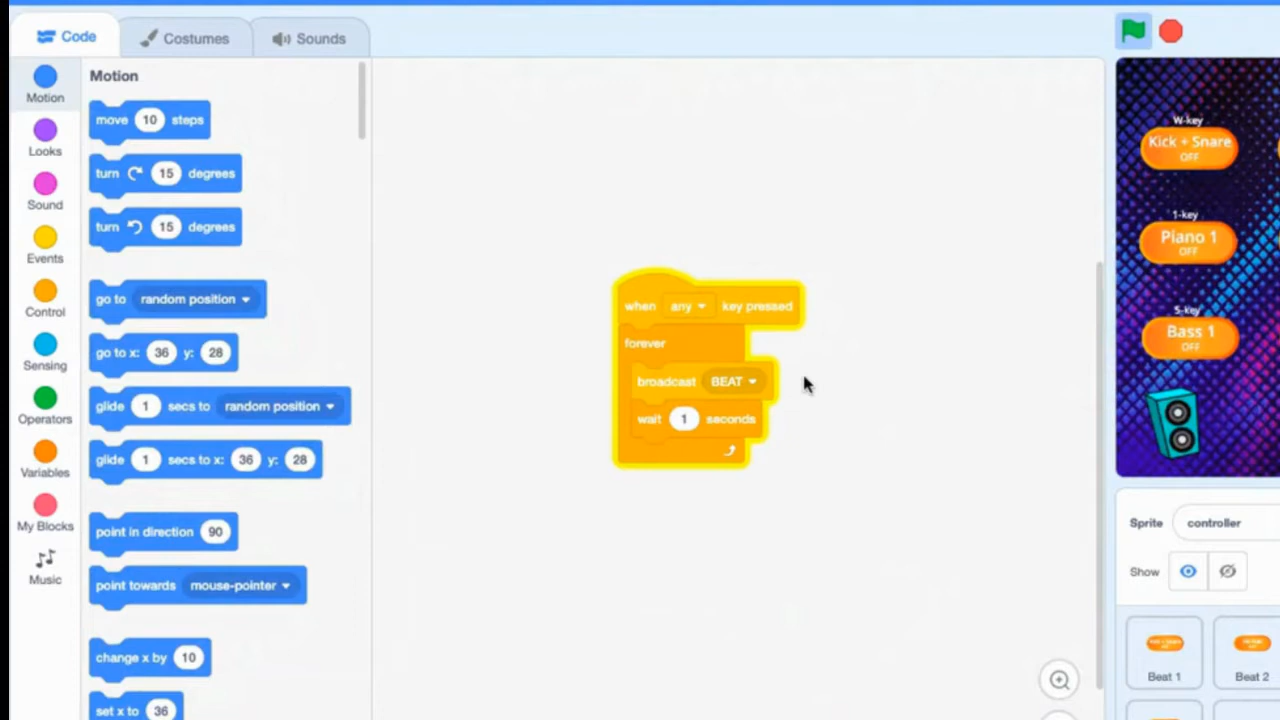 Code
Costumes
Sounds
Motion
Looks
Sound
Events
Control
Sensing
Operators
Variables
My Blocks
Music
Motion
move 10 steps
turn 15 degrees
turn 15 degrees
go to random position
go to x: 36 y: 28
glide 1 secs to random position
glide 1 secs to x: 36 y: 28
point in direction 90
point towards mouse-pointer
change x by 10
set x to 36
when any key pressed
forever
broadcast BEAT
wait 1 seconds
W-key
Kick + Snare
OFF
1-key
Piano 1
OFF
S-key
Bass 1
OFF
Sprite controller
Show
Beat 1
Beat 2